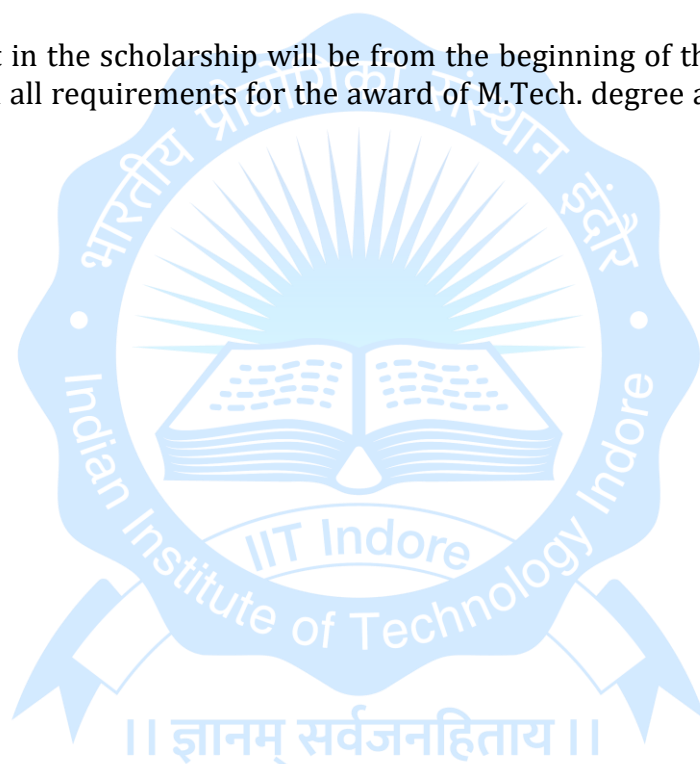 in the scholarship will be from the beginning of
all requirements for the award of M.Tech. degree
भारतीय प्रौद्योगिकी संस्थान इंदौर
Indian Institute of Technology Indore
IIT Indore
।। ज्ञानम् सर्वजनहिताय ।।